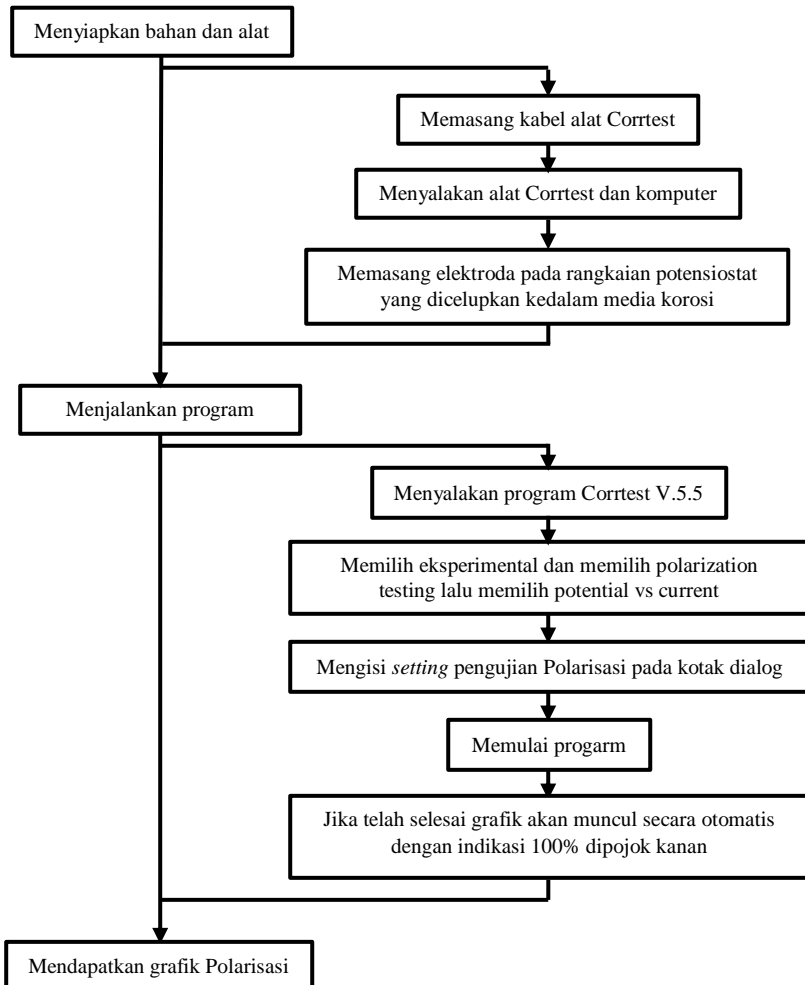 Menyiapkan bahan dan alat
Memasang kabel alat Corrtest
Menyalakan alat Corrtest dan komputer
Memasang elektroda pada rangkaian potensiostat
yang dicelupkan kedalam media korosi
Menjalankan program
Menyalakan program Corrtest V.5.5
Memilih eksperimental dan memilih polarization
testing lalu memilih potential vs current
Mengisi setting pengujian Polarisasi pada kotak dialog
Memulai progarm
Jika telah selesai grafik akan muncul secara otomatis
dengan indikasi 100% dipojok kanan
Mendapatkan grafik Polarisasi